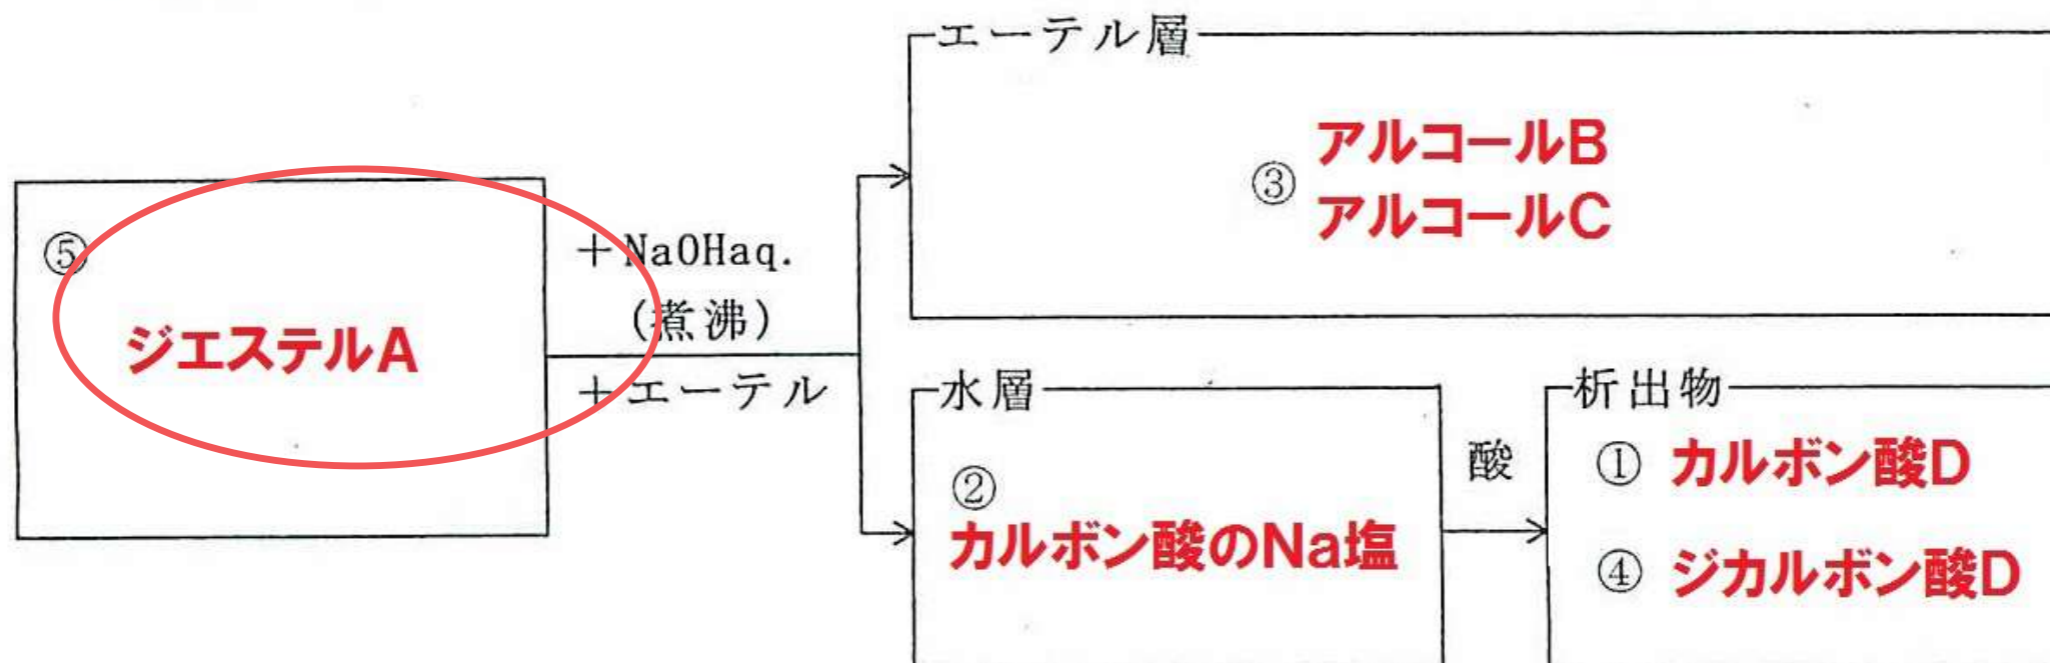 エーテル層
③
アルコールB
アルコールC
⑤
ジエステルA
+NaOHaq.
(煮沸)
+エーテル
水層
②
カルボン酸のNa塩
酸
析出物
① カルボン酸D
④ ジカルボン酸D